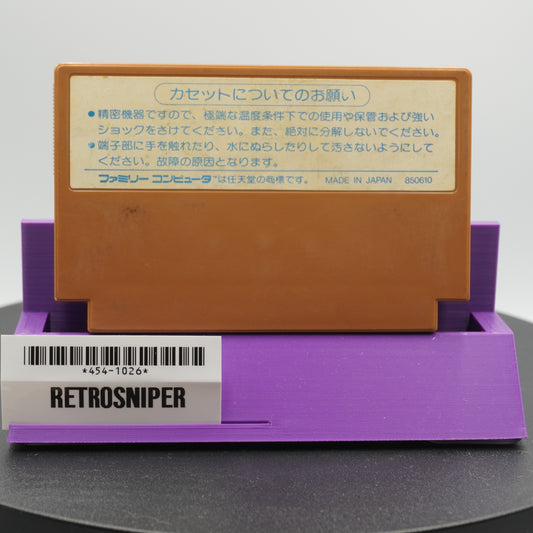 カセットについてのお願い
●精密機器ですので、極端な温度条件下での使用や保管および強い
ショックをさけてください。また、絶対に分解しないでください。
●端子部に手を触れたり、水にぬらしたりして汚さないようにして
ください。故障の原因となります。
ファミリー コンピュータ™は任天堂の商標です。 MADE IN JAPAN 850610
*454-1026*
RETROSNIPER